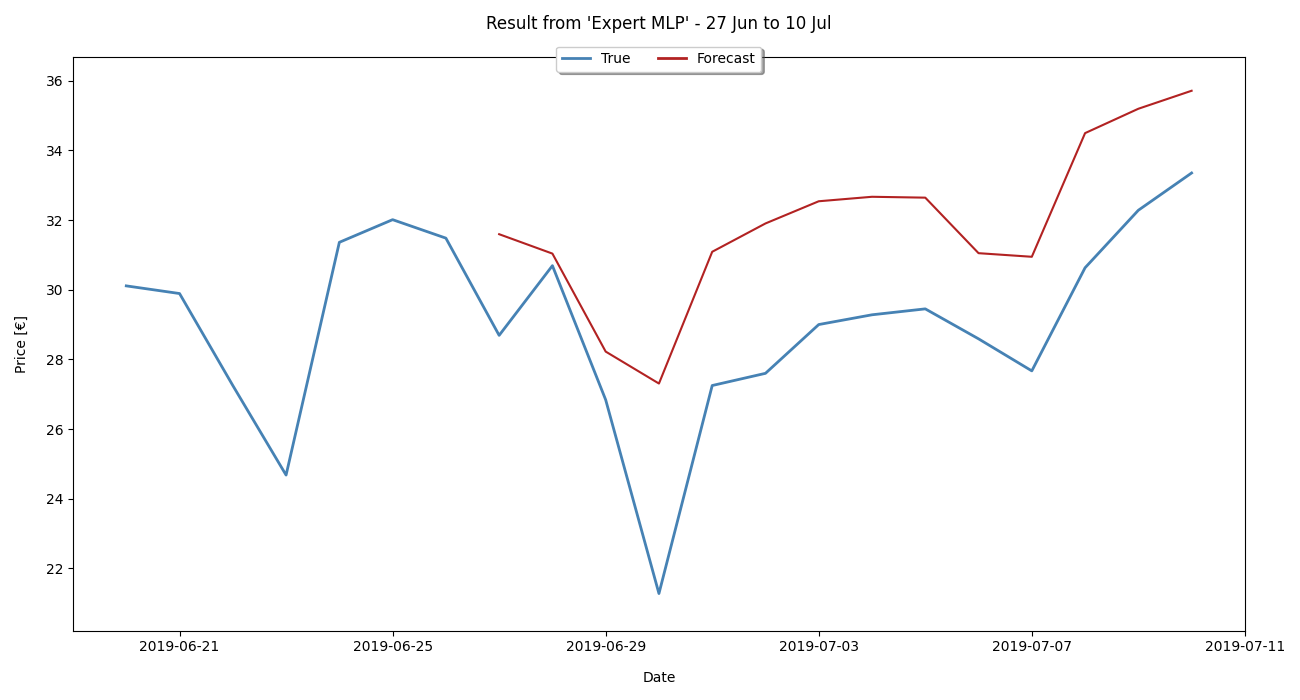 Result from 'Expert MLP' - 27 Jun to 10 Jul
True Forecast
36
34
32
30
28
26
24
22
Price [€]
2019-06-21 2019-06-25 2019-06-29 2019-07-03 2019-07-07 2019-07-11
Date